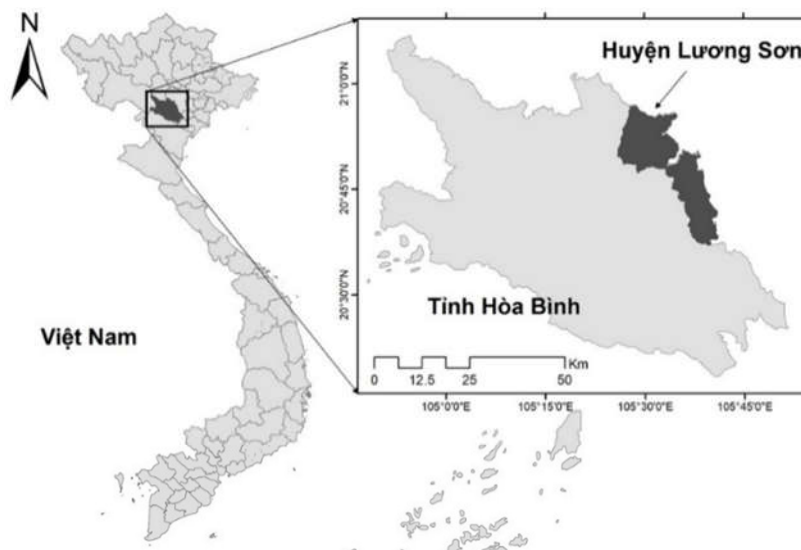 N
Huyện Lương Sơn
21°0'0"N
20°45'0"N
20°30'0"N
Việt Nam
Tỉnh Hòa Bình
Km
0 12.5 25 50
105°0'0"E 105°15'0"E 105°30'0"E 105°45'0"E